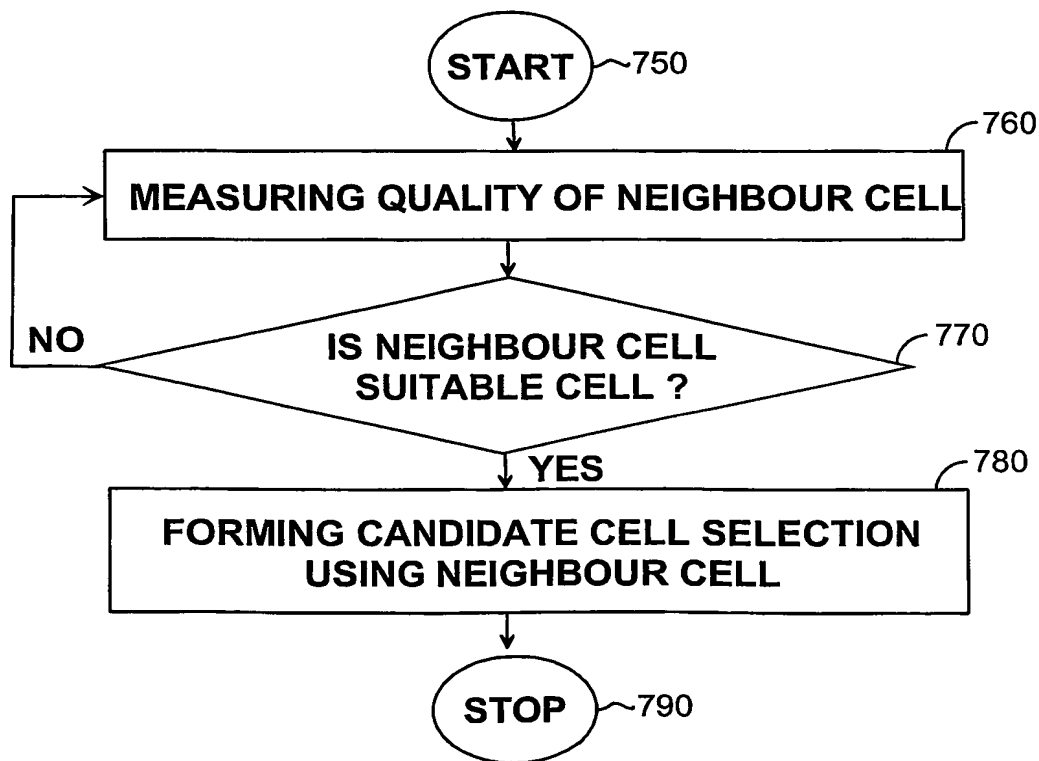 START
750
760
MEASURING QUALITY OF NEIGHBOUR CELL
NO
IS NEIGHBOUR CELL
SUITABLE CELL ?
770
YES
780
FORMING CANDIDATE CELL SELECTION
USING NEIGHBOUR CELL
STOP
790